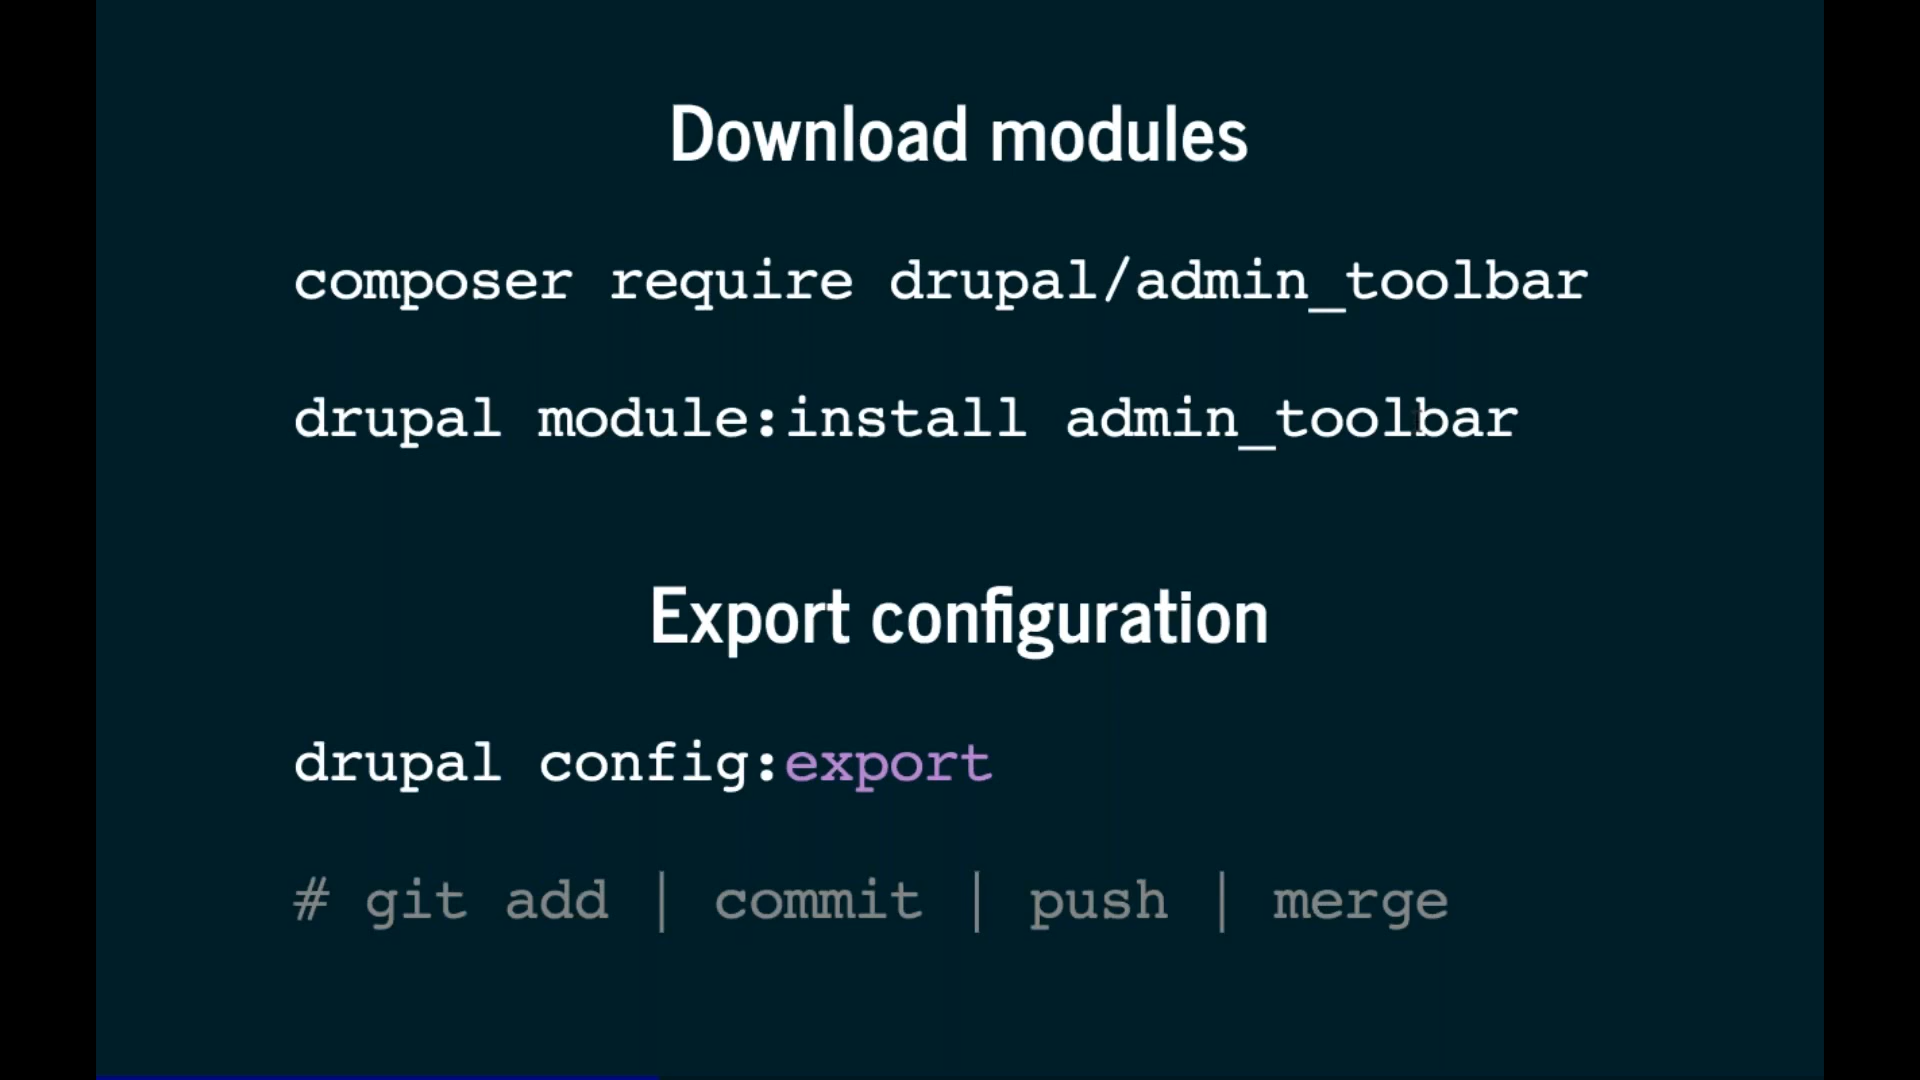 Download modules
composer require drupal/admin_toolbar
drupal module:install admin_toolbar
Export configuration
drupal config:export
# git add | commit | push | merge